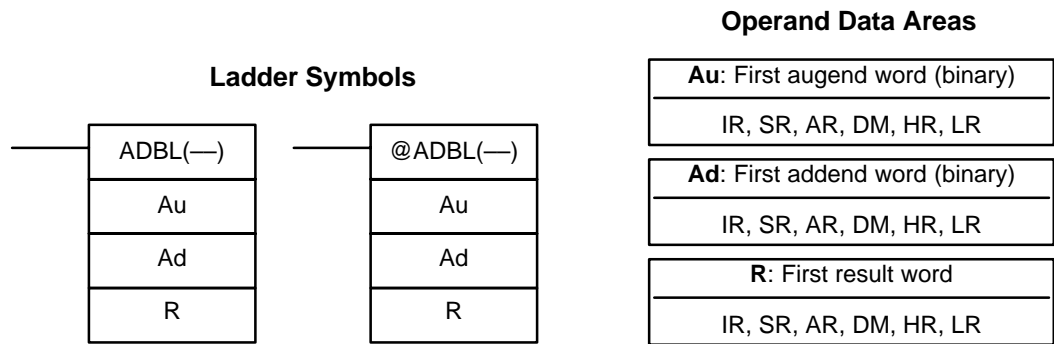 Ladder Symbols
ADBL(––)
Au
Ad
R
@ADBL(––)
Au
Ad
R
Operand Data Areas
Au: First augend word (binary)
IR, SR, AR, DM, HR, LR
Ad: First addend word (binary)
IR, SR, AR, DM, HR, LR
R: First result word
IR, SR, AR, DM, HR, LR